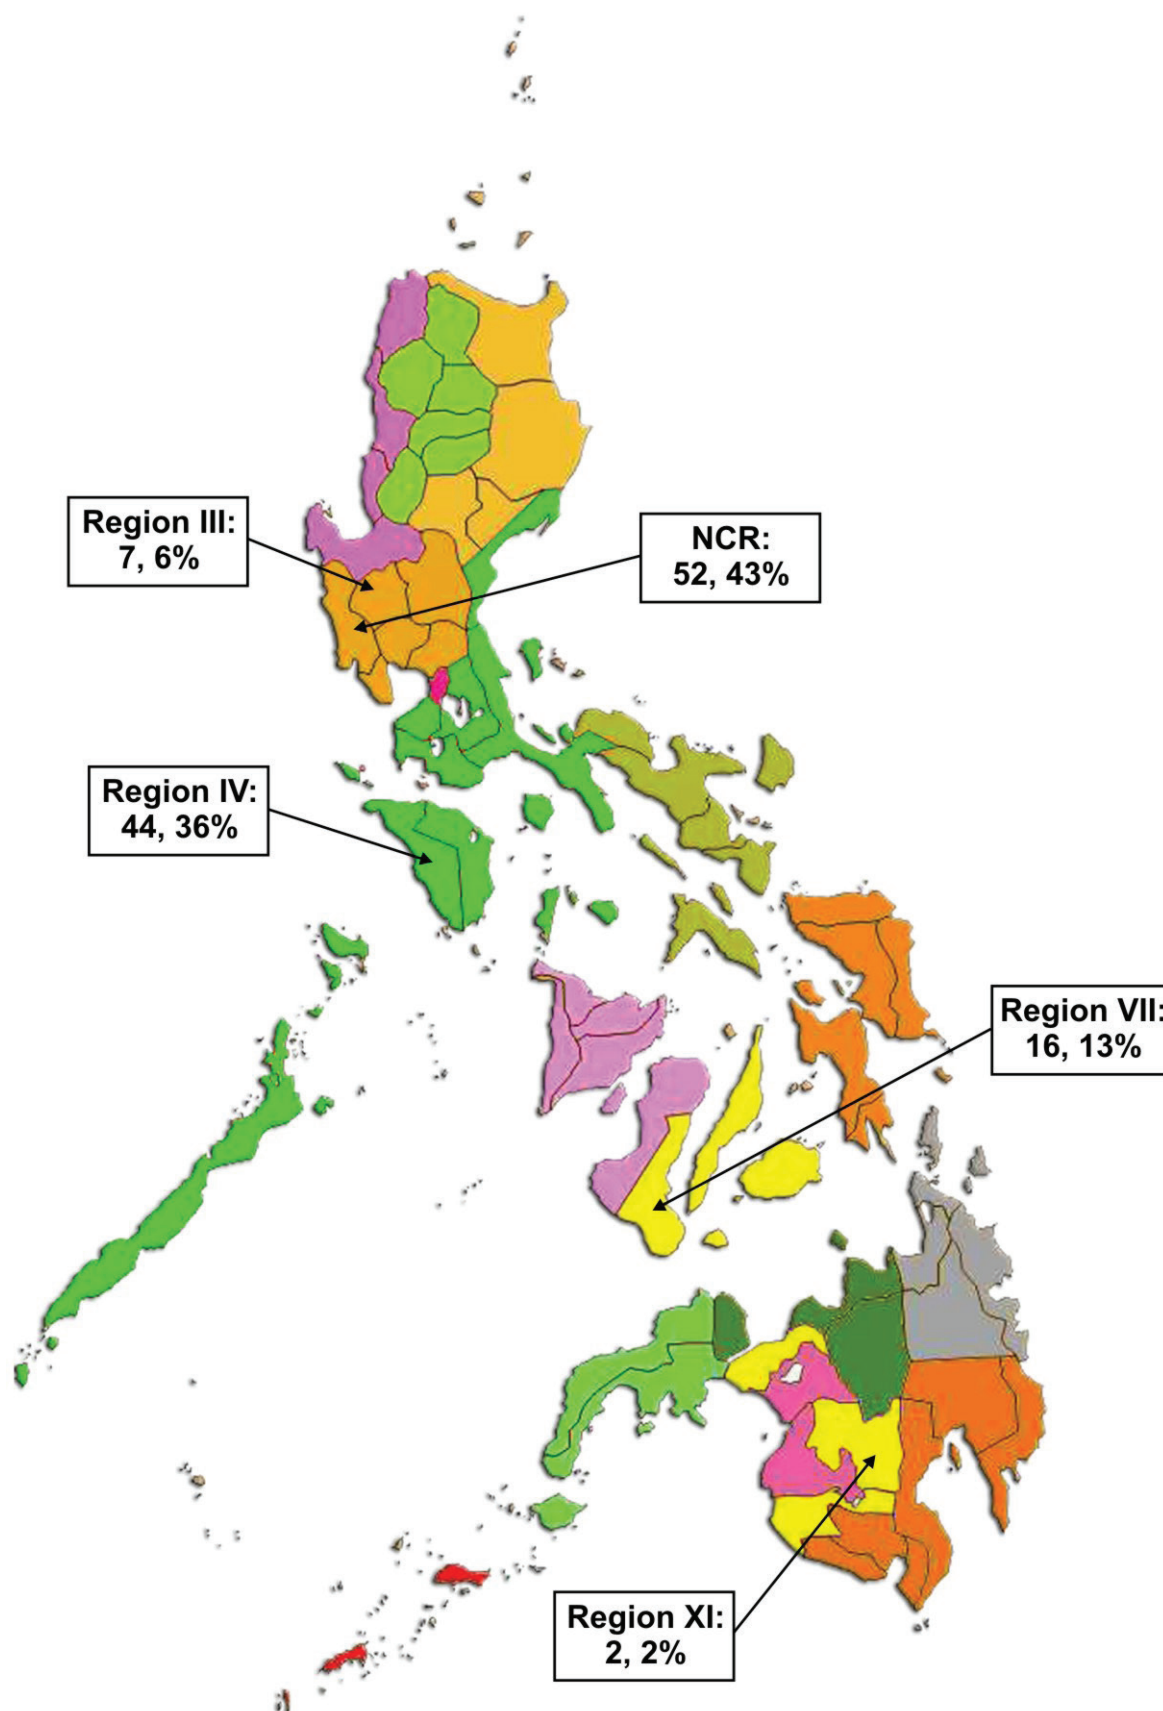 Region III:
7, 6%
NCR:
52, 43%
Region IV:
44, 36%
Region VII:
16, 13%
Region XI:
2, 2%